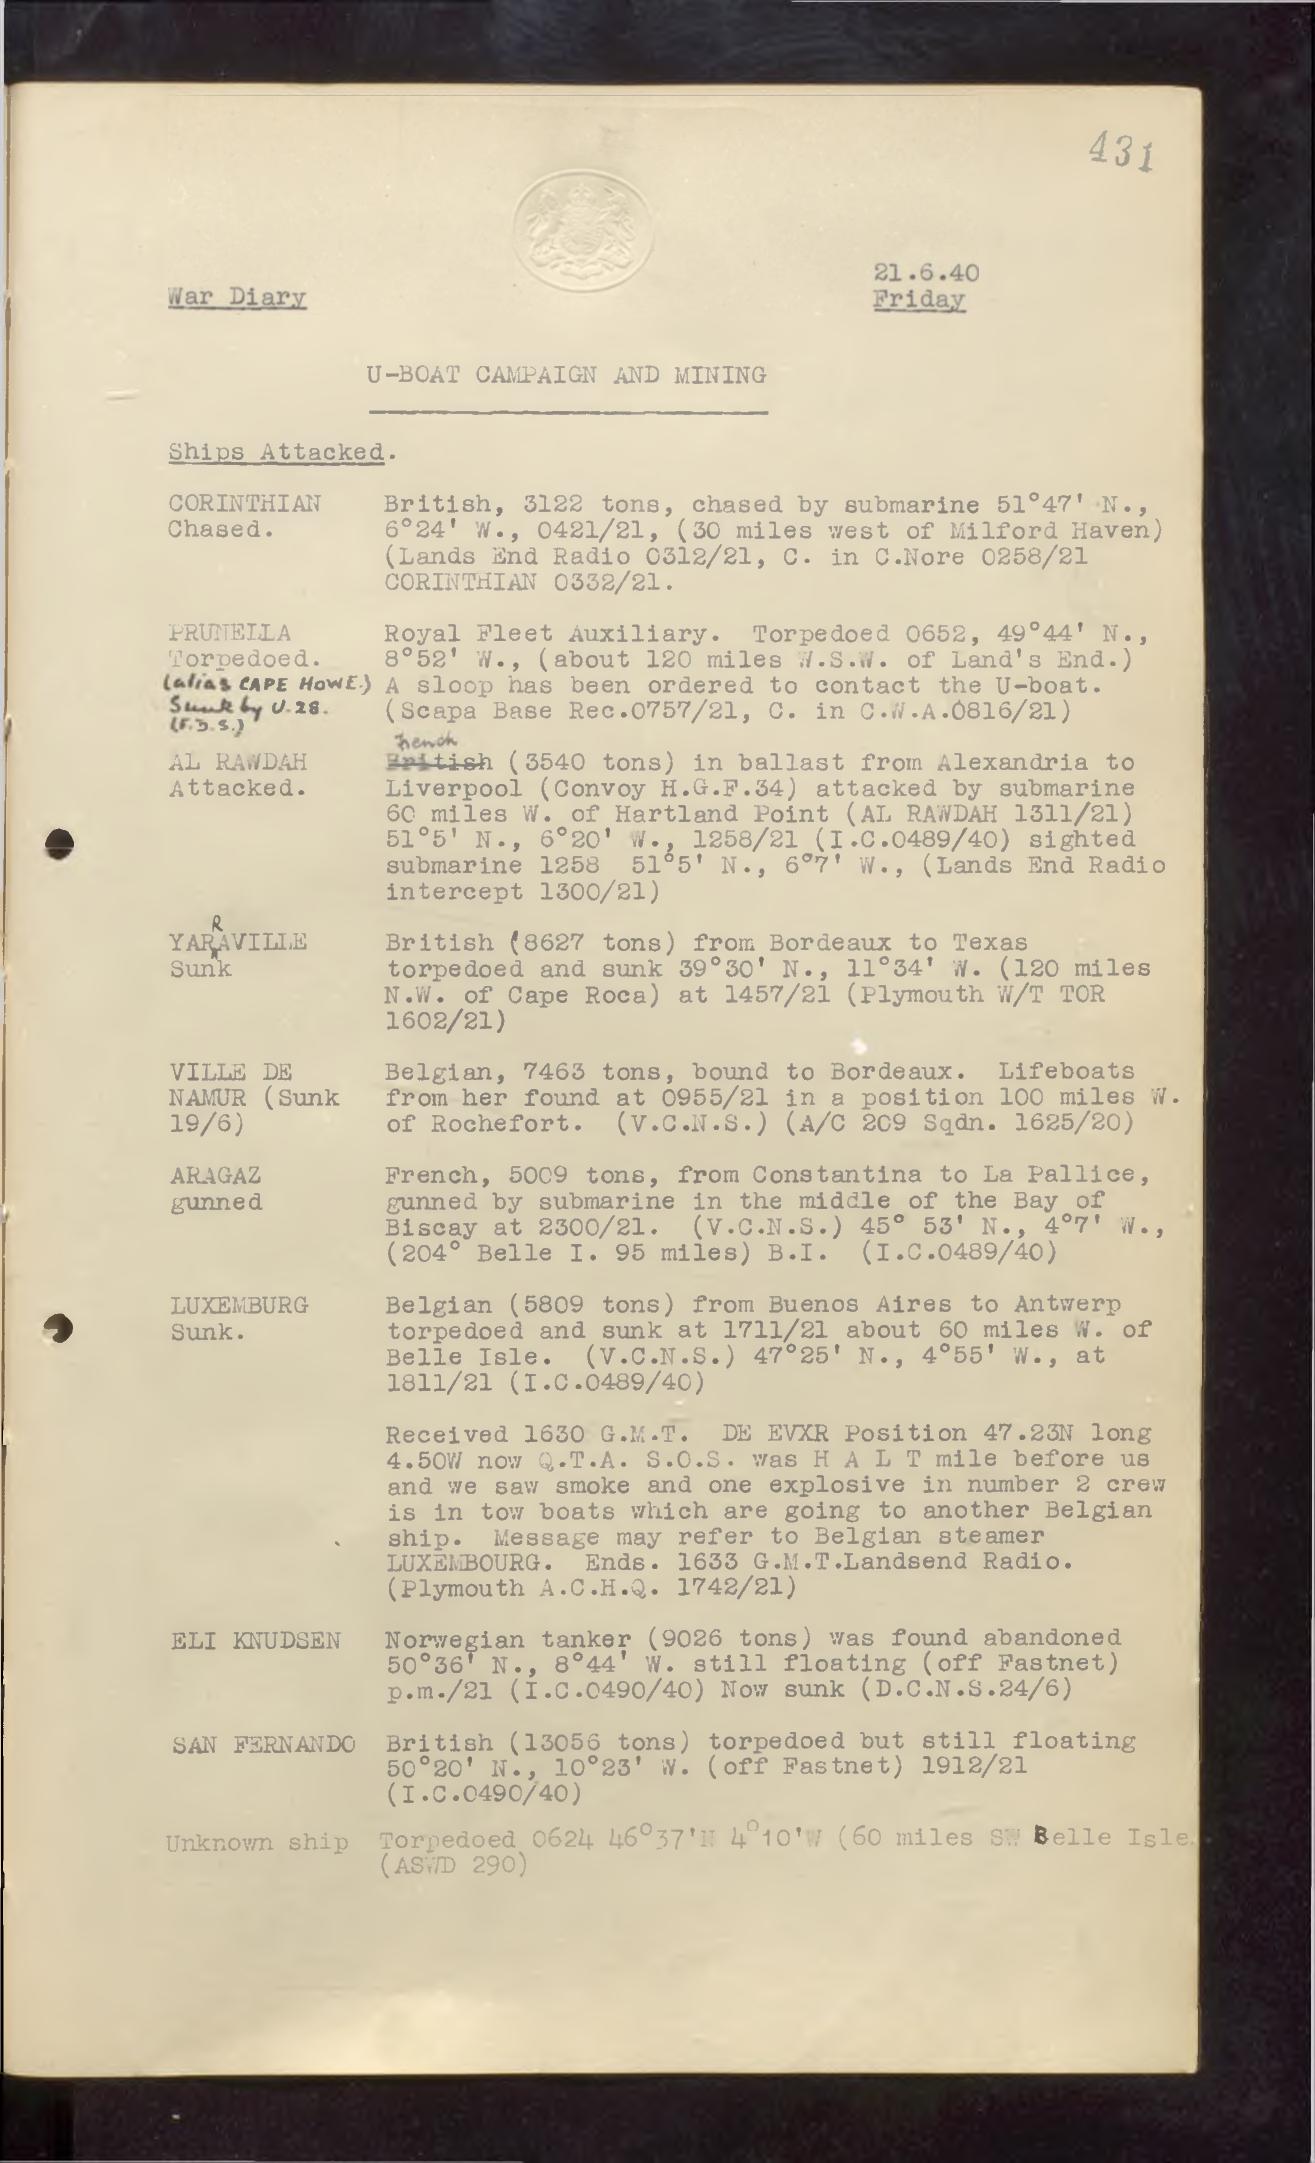 431
21.6.40
War Diary
Friday
U-BOAT CAMPAIGN AND MINING
Ships Attacked.
CORINTHIAN British, 3122 tons, chased by submarine 51°47' N.,
Chased. 6°24' W., 0421/21, (30 miles west of Milford Haven)
(Lands End Radio 0312/21, C. in C.Nore 0258/21
CORINTHIAN 0332/21.
PRUNELLA Royal Fleet Auxiliary. Torpedoed 0652, 49°44' N.,
Torpedoed. 8°52' W., (about 120 miles W.S.W. of Land's End.)
(alias CAPE HOWE.) A sloop has been ordered to contact the U-boat.
Sunk by U.28. (Scapa Base Rec.0757/21, C. in C.W.A.0816/21)
(F.D.S.)
French
AL RAWDAH British (3540 tons) in ballast from Alexandria to
Attacked. Liverpool (Convoy H.G.F.34) attacked by submarine
60 miles W. of Hartland Point (AL RAWDAH 1311/21)
51°5' N., 6°20' W., 1258/21 (I.C.0489/40) sighted
submarine 1258 51°5' N., 6°7' W., (Lands End Radio
intercept 1300/21)
R
YARAVILLE British (8627 tons) from Bordeaux to Texas
Sunk torpedoed and sunk 39°30' N., 11°34' W. (120 miles
N.W. of Cape Roca) at 1457/21 (Plymouth W/T TOR
1602/21)
VILLE DE Belgian, 7463 tons, bound to Bordeaux. Lifeboats
NAMUR (Sunk from her found at 0955/21 in a position 100 miles W.
19/6) of Rochefort. (V.C.N.S.) (A/C 209 Sqdn. 1625/20)
ARAGAZ French, 5009 tons, from Constantina to La Pallice,
gunned gunned by submarine in the middle of the Bay of
Biscay at 2300/21. (V.C.N.S.) 45° 53' N., 4°7' W.,
(204° Belle I. 95 miles) B.I. (I.C.0489/40)
LUXEMBURG Belgian (5809 tons) from Buenos Aires to Antwerp
Sunk. torpedoed and sunk at 1711/21 about 60 miles W. of
Belle Isle. (V.C.N.S.) 47°25' N., 4°55' W., at
1811/21 (I.C.0489/40)
Received 1630 G.M.T. DE EVXR Position 47.23N long
4.50W now Q.T.A. S.O.S. was H A L T mile before us
and we saw smoke and one explosive in number 2 crew
is in tow boats which are going to another Belgian
ship. Message may refer to Belgian steamer
LUXEMBOURG. Ends. 1633 G.M.T.Landsend Radio.
(Plymouth A.C.H.Q. 1742/21)
ELI KNUDSEN Norwegian tanker (9026 tons) was found abandoned
50°36' N., 8°44' W. still floating (off Fastnet)
p.m./21 (I.C.0490/40) Now sunk (D.C.N.S.24/6)
SAN FERNANDO British (13056 tons) torpedoed but still floating
50°20' N., 10°23' W. (off Fastnet) 1912/21
(I.C.0490/40)
Unknown ship Torpedoed 0624 46°37'N 4°10'W (60 miles SW Belle Isle.
(ASWD 290)